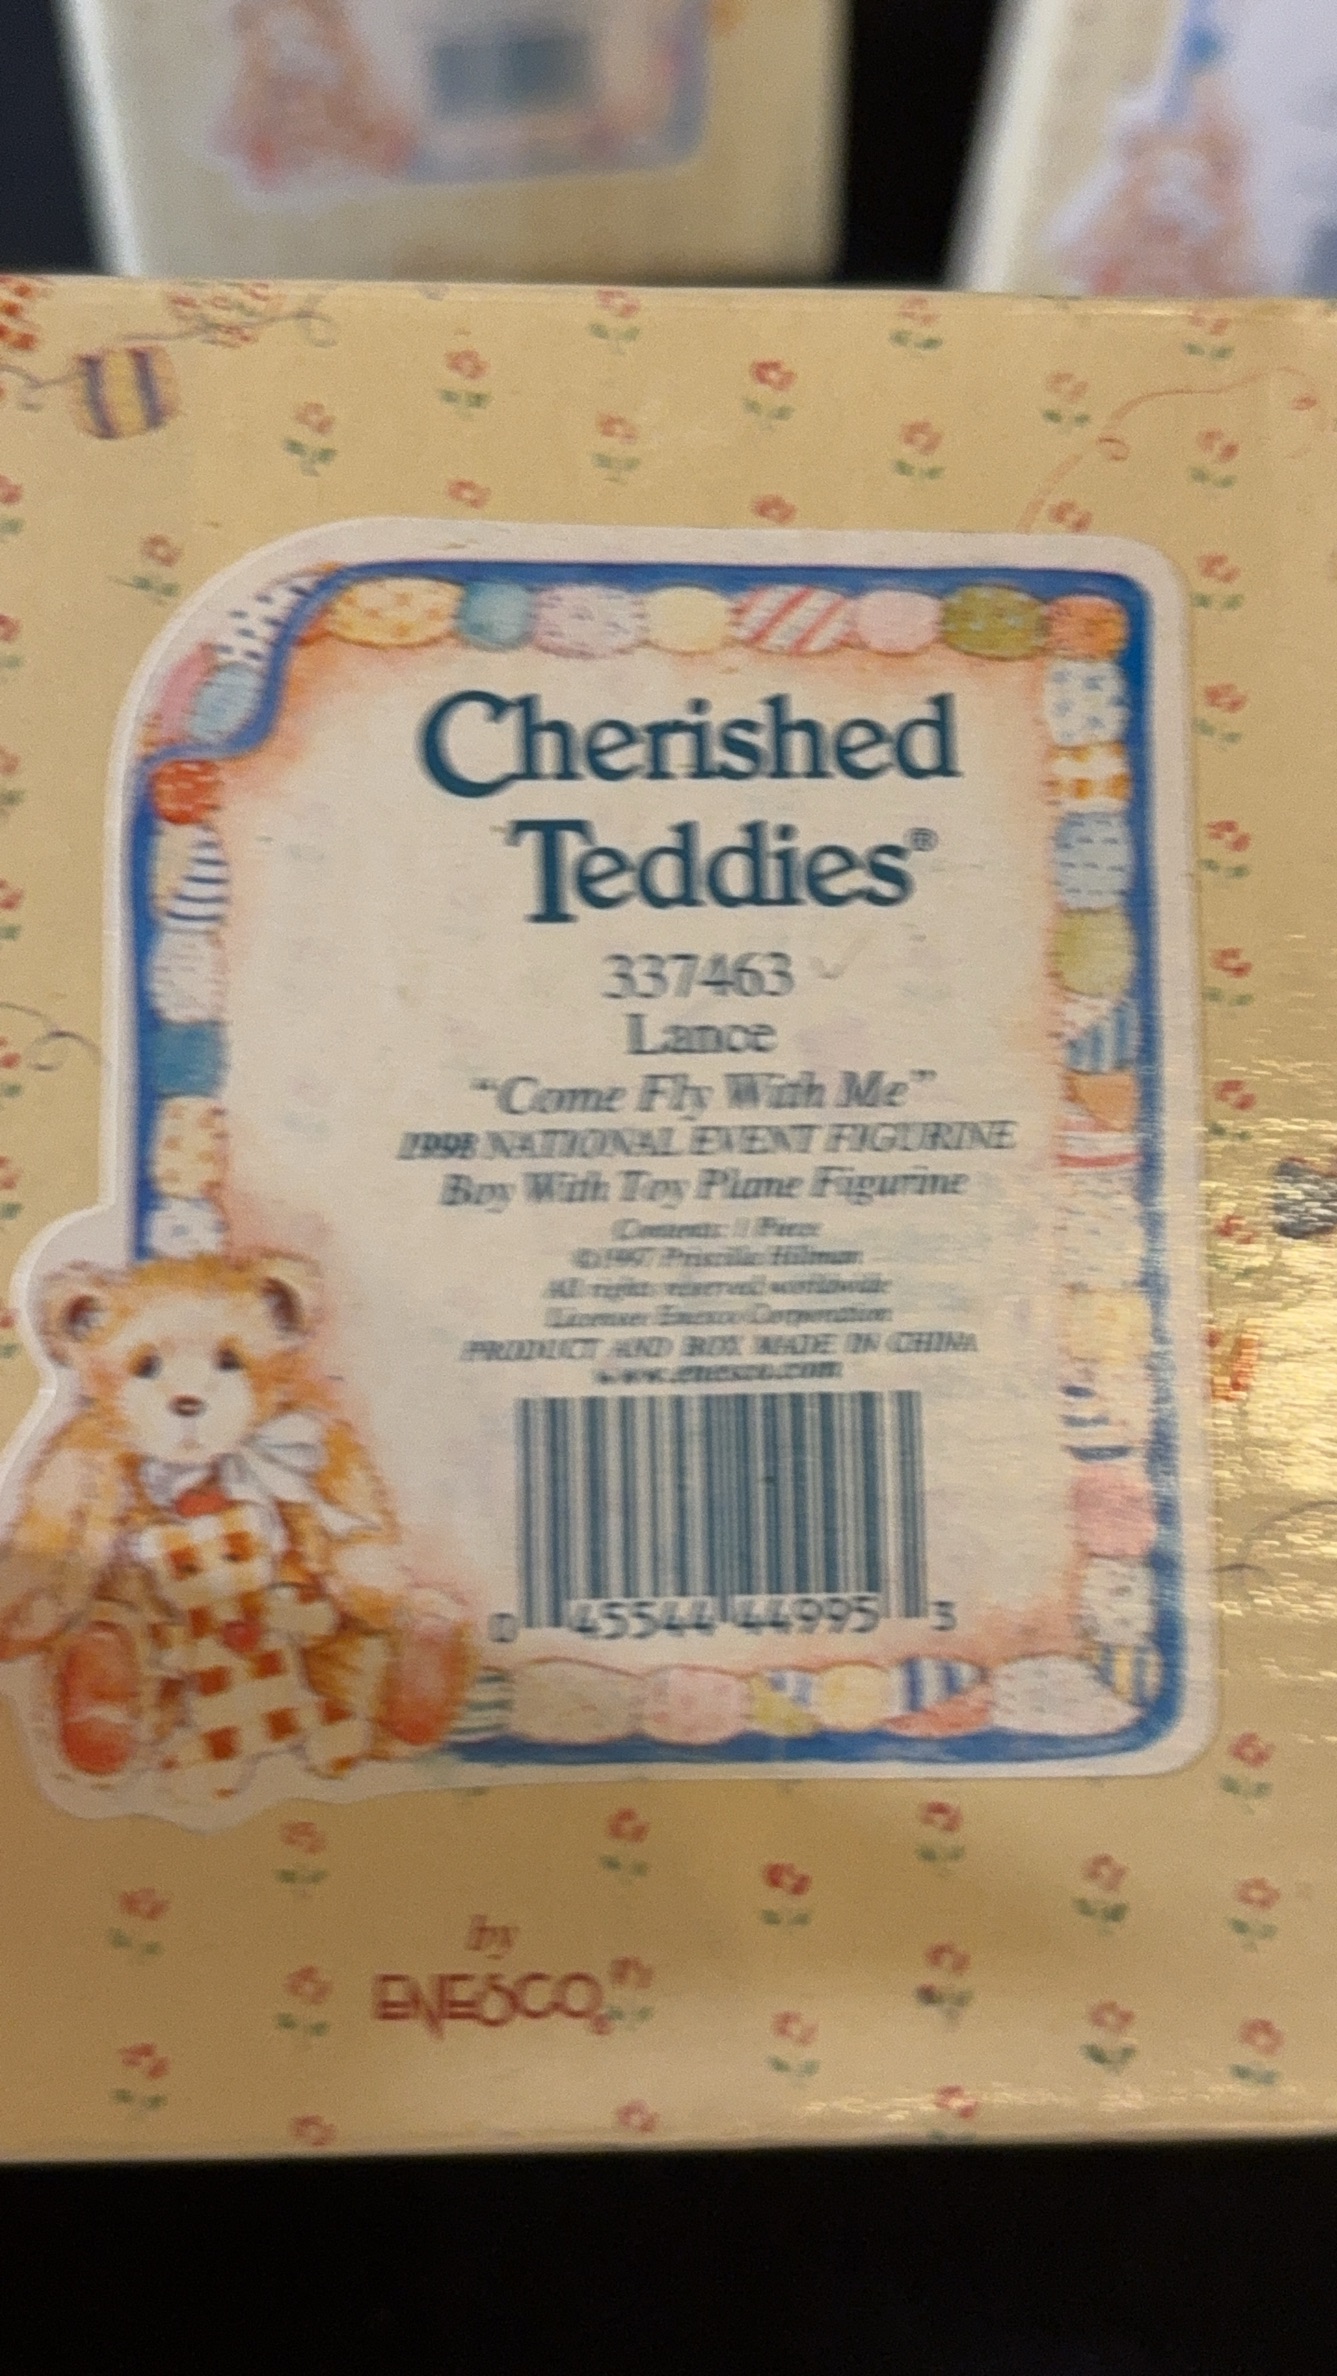 Cherished
Teddies®
337463
Lance
"Come Fly With Me"
1998 NATIONAL EVENT FIGURINE
Boy With Toy Plane Figurine
Contents: 1 Piece
©1997 Priscilla Hillman
All rights reserved worldwide
Licensee Enesco Corporation
PRODUCT AND BOX MADE IN CHINA
www.enesco.com
0 45544 44995 3
by
ENESCO®